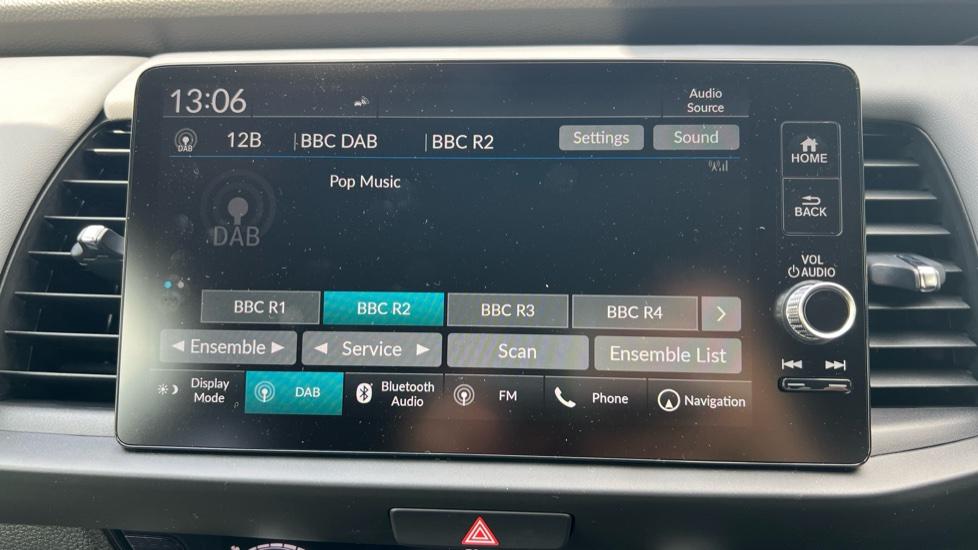 13:06
Audio
Source
DAB 12B BBC DAB BBC R2 Settings Sound
Pop Music
DAB
HOME
BACK
VOL
AUDIO
BBC R1 BBC R2 BBC R3 BBC R4
Ensemble Service Scan Ensemble List
Display
Mode
DAB
Bluetooth
Audio
FM
Phone
Navigation